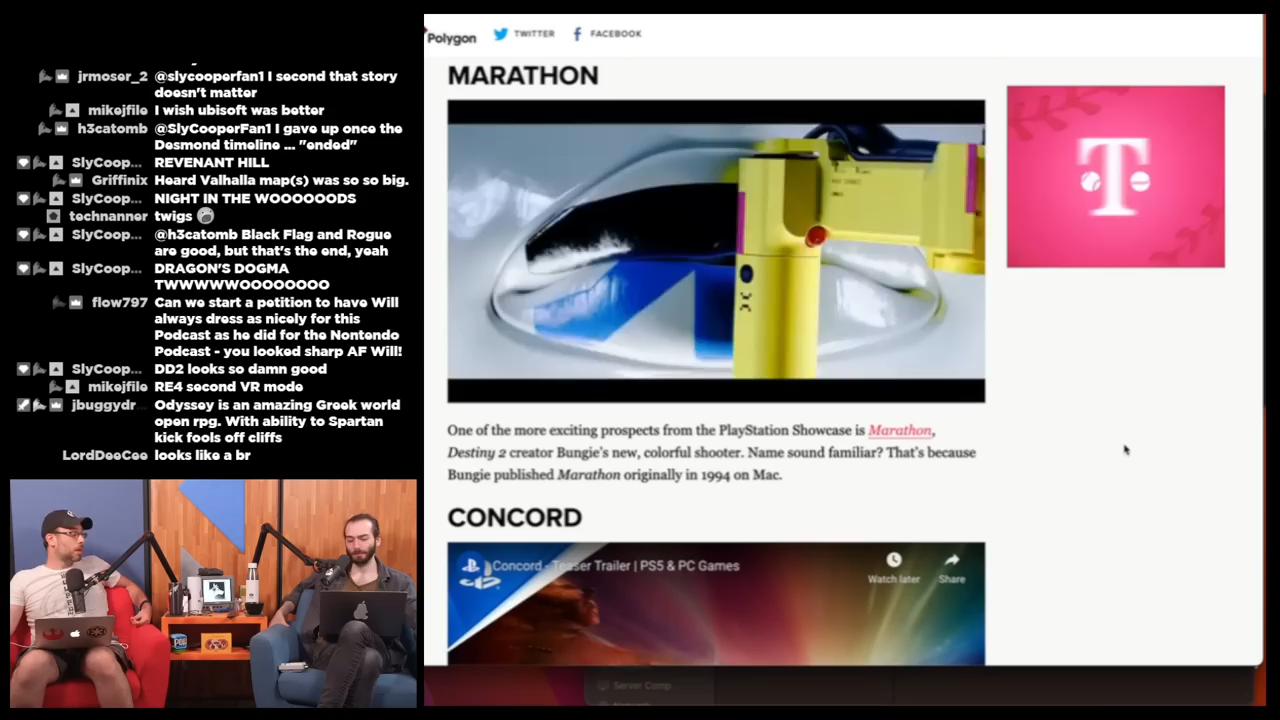 jrmoser_2 @slycooperfan1 I second that story
doesn't matter
mikejfile I wish ubisoft was better
h3catomb @SlyCooperFan1 I gave up once the
Desmond timeline ... "ended"
SlyCoop... REVENANT HILL
Griffinix Heard Valhalla map(s) was so so big.
SlyCoop... NIGHT IN THE WOOOOOODS
technanner twigs
SlyCoop... @h3catomb Black Flag and Rogue
are good, but that's the end, yeah
SlyCoop... DRAGON'S DOGMA
TWWWWWOOOOOOOO
flow797 Can we start a petition to have Will
always dress as nicely for this
Podcast as he did for the Nontendo
Podcast - you looked sharp AF Will!
SlyCoop... DD2 looks so damn good
mikejfile RE4 second VR mode
jbuggydr Odyssey is an amazing Greek world
open rpg. With ability to Spartan
kick fools off cliffs
LordDeeCee looks like a br
Polygon TWITTER FACEBOOK
MARATHON
T
One of the more exciting prospects from the PlayStation Showcase is Marathon,
Destiny 2 creator Bungie's new, colorful shooter. Name sound familiar? That's because
Bungie published Marathon originally in 1994 on Mac.
CONCORD
Concord - Teaser Trailer | PS5 & PC Games
Watch later Share
Server Comp